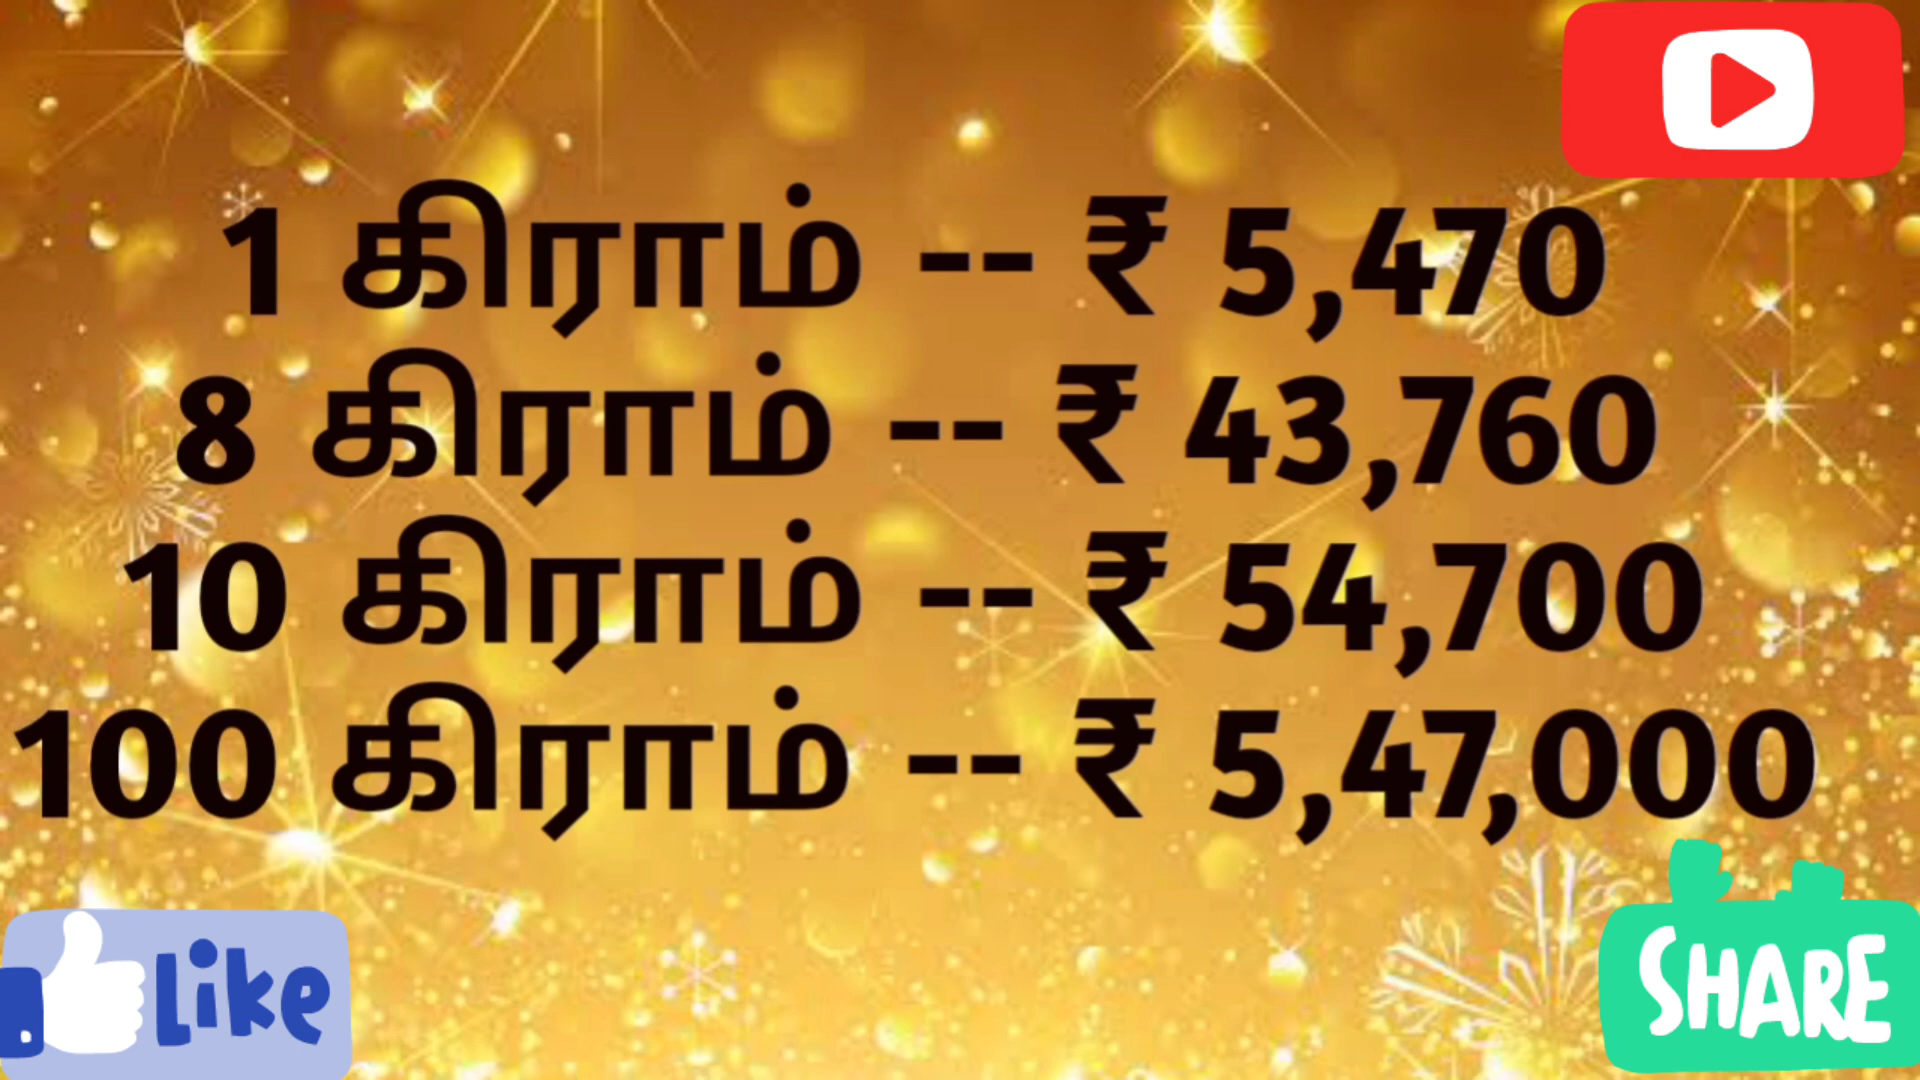 1 கிராம் -- ₹ 5,470
8 கிராம் -- ₹ 43,760
10 கிராம் -- ₹ 54,700
100 கிராம் -- ₹ 5,47,000
Like
SHARE